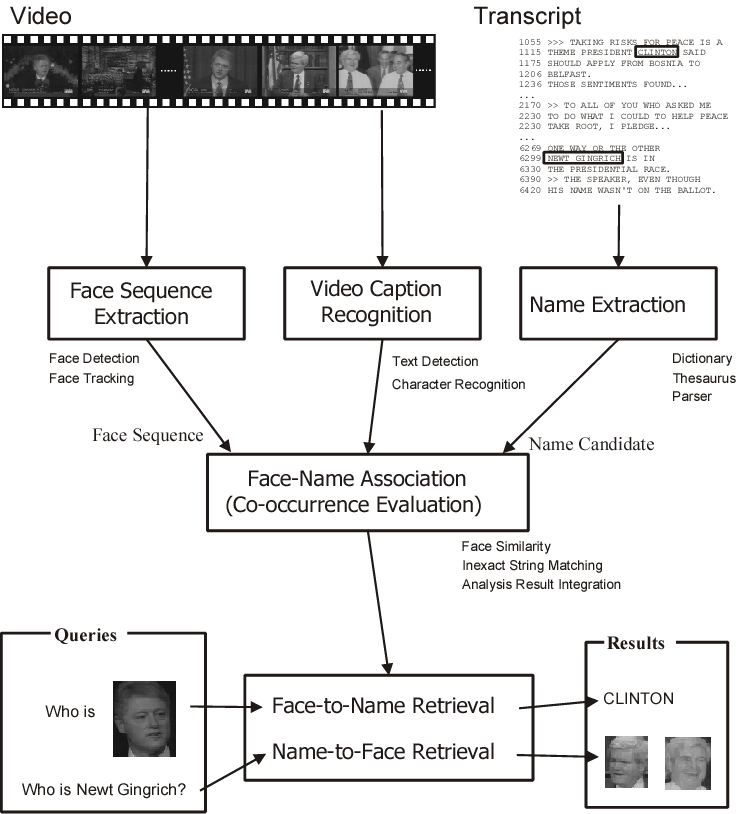 Video
Transcript
1055 >>> TAKING RISKS FOR PEACE IS A
1115 THEME PRESIDENT CLINTON SAID
1175 SHOULD APPLY FROM BOSNIA TO
1206 BELFAST.
1236 THOSE SENTIMENTS FOUND...
...
2170 >> TO ALL OF YOU WHO ASKED ME
2230 TO DO WHAT I COULD TO HELP PEACE
2230 TAKE ROOT, I PLEDGE...
...
6269 ONE WAY OR THE OTHER
6299 NEWT GINGRICH IS IN
6330 THE PRESIDENTIAL RACE.
6390 >> THE SPEAKER, EVEN THOUGH
6420 HIS NAME WASN'T ON THE BALLOT.
Face Sequence
Extraction
Video Caption
Recognition
Name Extraction
Face Detection
Face Tracking
Text Detection
Character Recognition
Dictionary
Thesaurus
Parser
Face Sequence
Name Candidate
Face-Name Association
(Co-occurrence Evaluation)
Face Similarity
Inexact String Matching
Analysis Result Integration
Queries
Who is
Who is Newt Gingrich?
Face-to-Name Retrieval
Name-to-Face Retrieval
Results
CLINTON